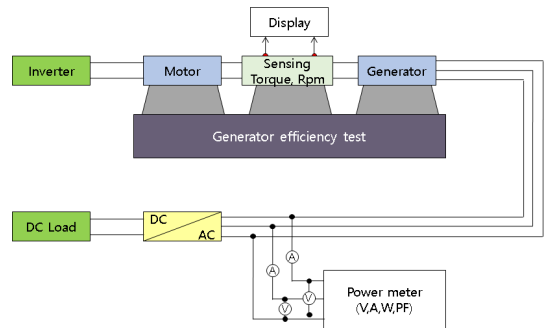 Display
Inverter
Motor
Sensing
Torque, Rpm
Generator
Generator efficiency test
DC Load
DC
AC
A
A
V
V
Power meter
(V,A,W,PF)